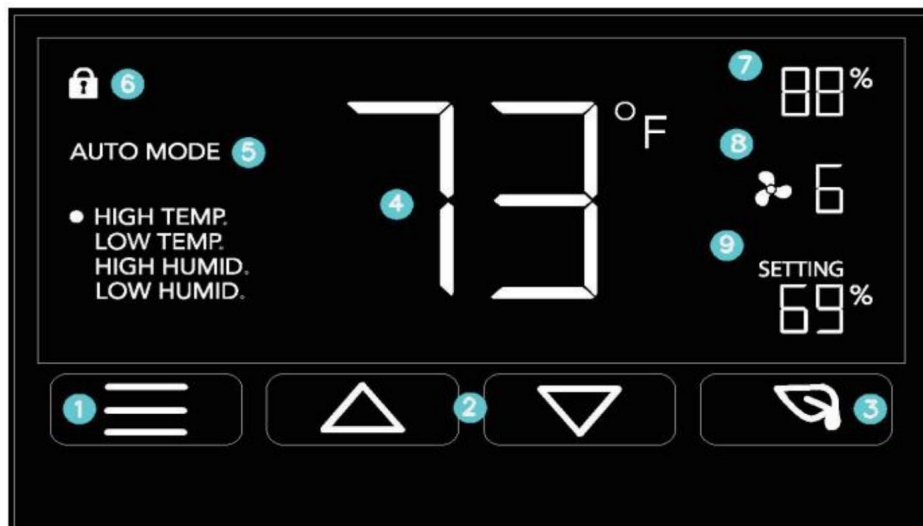 6
AUTO MODE 5
HIGH TEMP.
LOW TEMP.
HIGH HUMID.
LOW HUMID.
4
73°F
7
88%
8
6
9
SETTING
69%
1
2
3